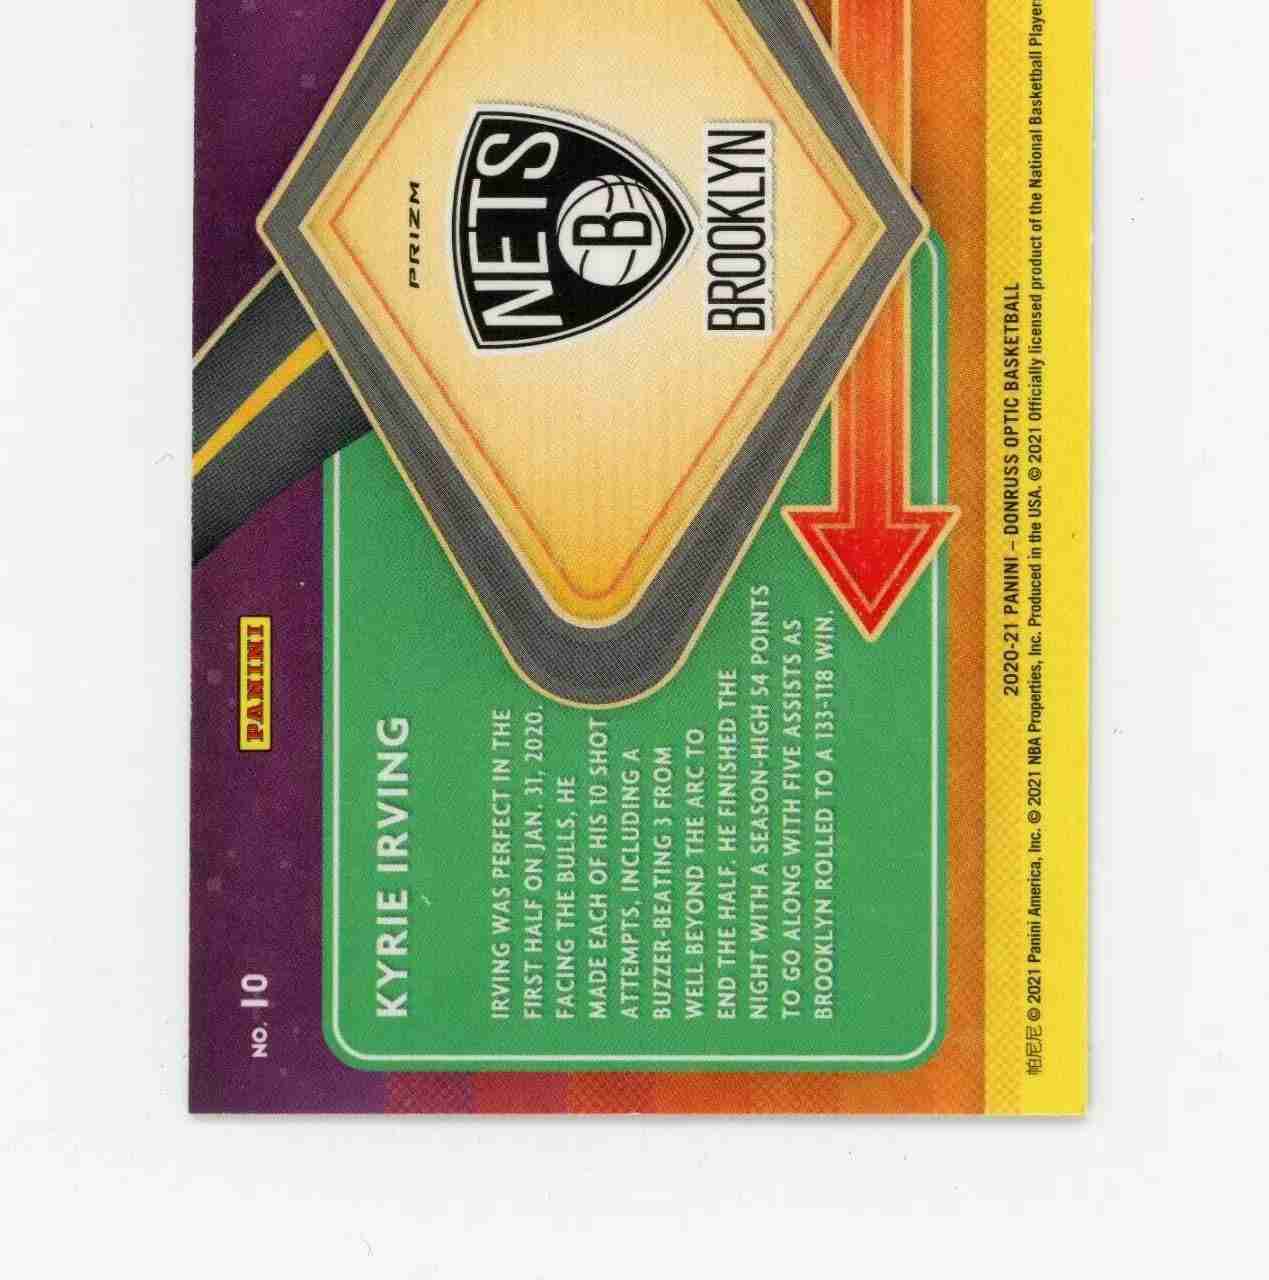 NO. 10
PANINI
PRIZM
NETS
B
BROOKLYN
KYRIE IRVING
IRVING WAS PERFECT IN THE
FIRST HALF ON JAN. 31, 2020.
FACING THE BULLS, HE
MADE EACH OF HIS 10 SHOT
ATTEMPTS, INCLUDING A
BUZZER-BEATING 3 FROM
WELL BEYOND THE ARC TO
END THE HALF. HE FINISHED THE
NIGHT WITH A SEASON-HIGH 54 POINTS
TO GO ALONG WITH FIVE ASSISTS AS
BROOKLYN ROLLED TO A 133-118 WIN.
2020-21 PANINI – DONRUSS OPTIC BASKETBALL
帕尼尼 © 2021 Panini America, Inc. © 2021 NBA Properties, Inc. Produced in the USA. © 2021 Officially licensed product of the National Basketball Player